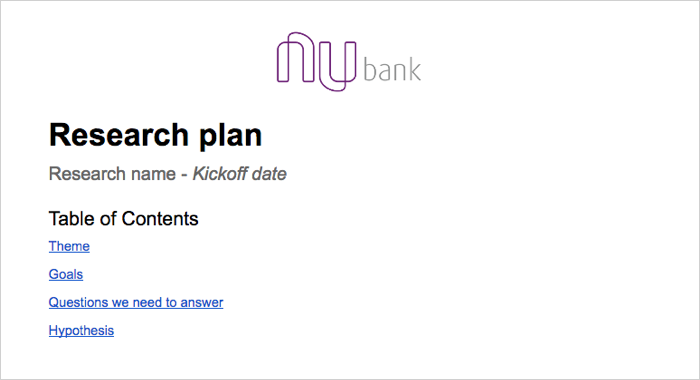 nu bank
Research plan
Research name - Kickoff date
Table of Contents
Theme
Goals
Questions we need to answer
Hypothesis